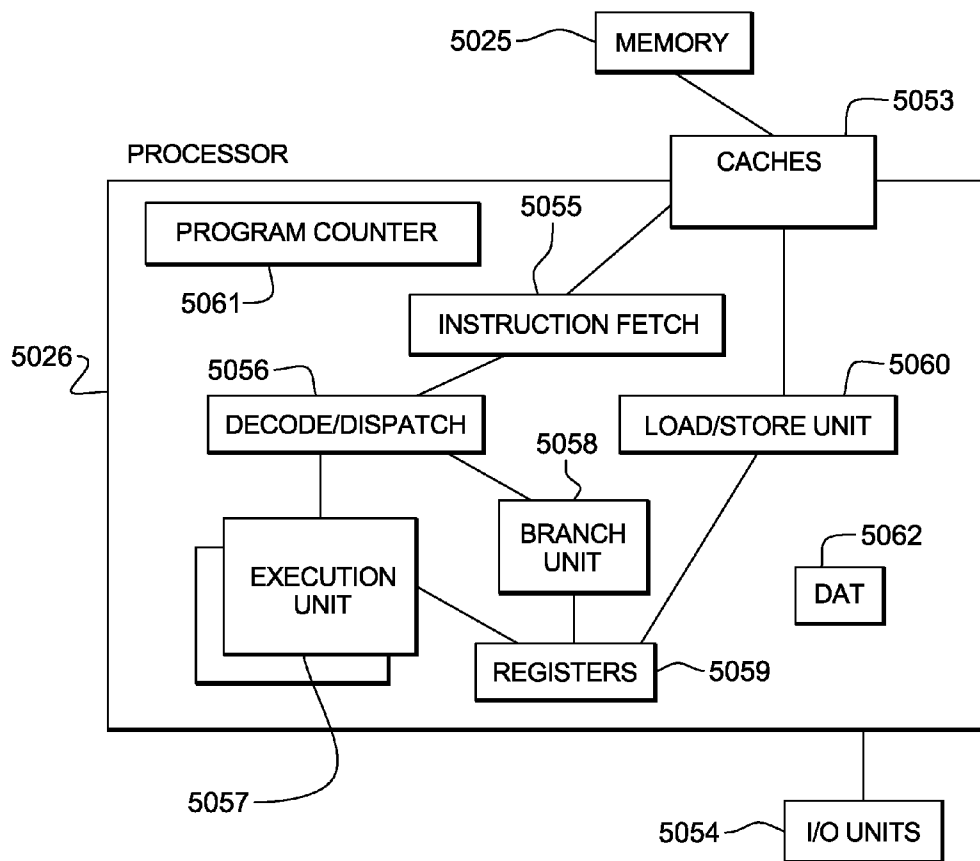 5025
MEMORY
5053
PROCESSOR
CACHES
PROGRAM COUNTER
5055
5061
INSTRUCTION FETCH
5026
5056
5060
DECODE/DISPATCH
LOAD/STORE UNIT
5058
BRANCH
UNIT
5062
EXECUTION
UNIT
DAT
REGISTERS
5059
5057
5054
I/O UNITS